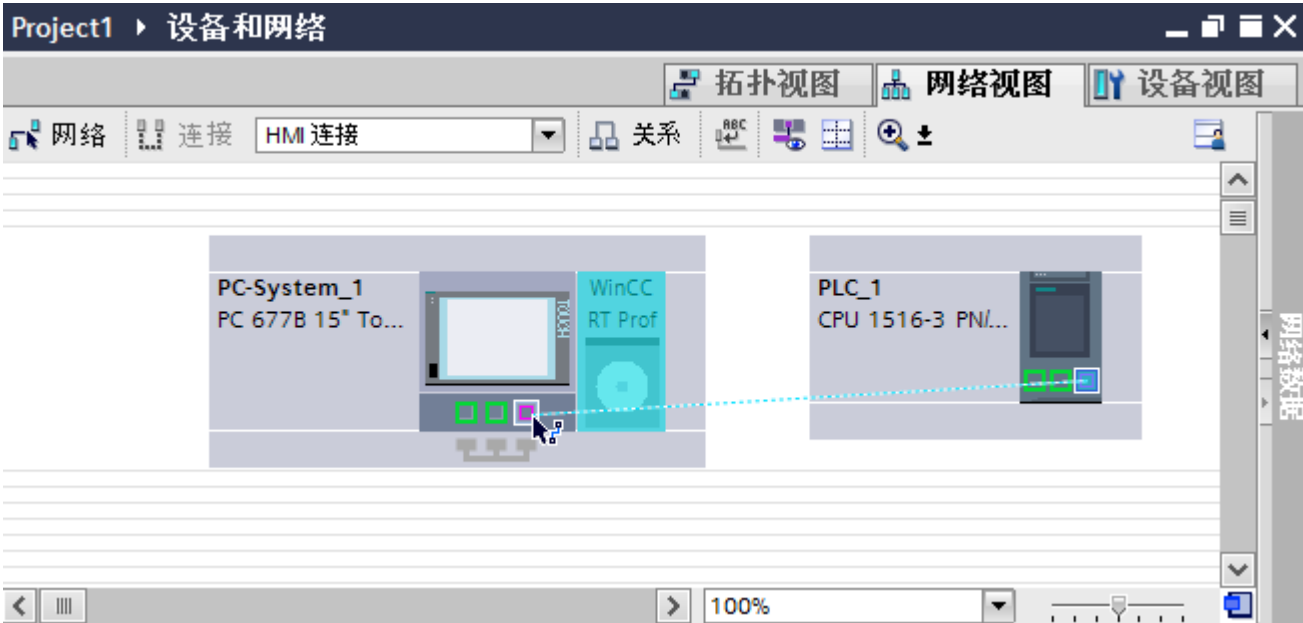 Project1 ▸ 设备和网络
拓扑视图 网络视图 设备视图
网络 连接 HMI 连接 关系
PC-System_1
PC 677B 15" To...
TOUCH
WinCC
RT Prof
PLC_1
CPU 1516-3 PN/...
网络数据
100%